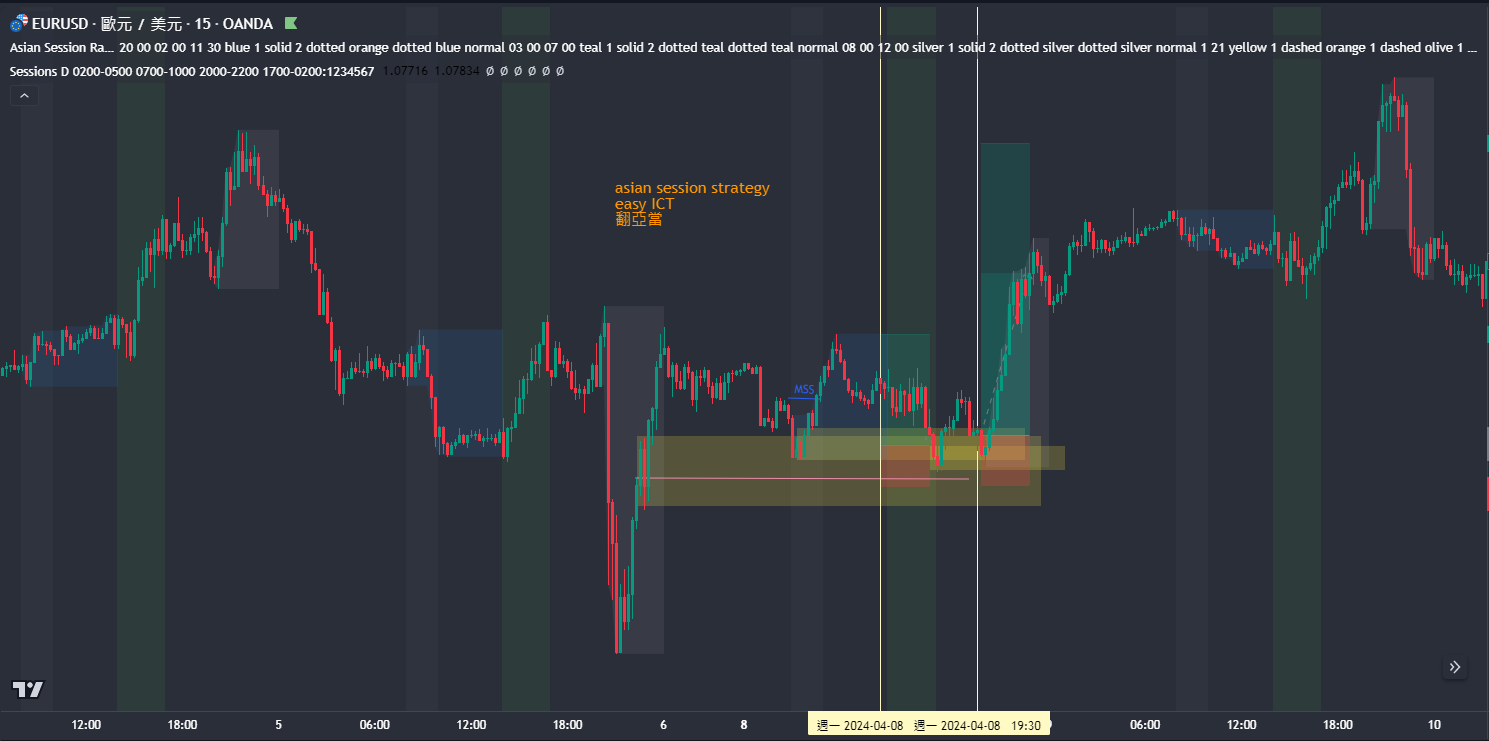 EURUSD · 歐元 / 美元 · 15 · OANDA
Asian Session Ra... 20 00 02 00 11 30 blue 1 solid 2 dotted orange dotted blue normal 03 00 07 00 teal 1 solid 2 dotted teal dotted teal normal 08 00 12 00 silver 1 solid 2 dotted silver dotted silver normal 1 21 yellow 1 dashed orange 1 dashed olive 1 ...
Sessions D 0200-0500 0700-1000 2000-2200 1700-0200:1234567 1.07716 1.07834 Ø Ø Ø Ø Ø Ø
asian session strategy
easy ICT
翻亞當
MSS
12:00 18:00 5 06:00 12:00 18:00 6 8 週一 2024-04-08 週一 2024-04-08 19:30 06:00 12:00 18:00 10